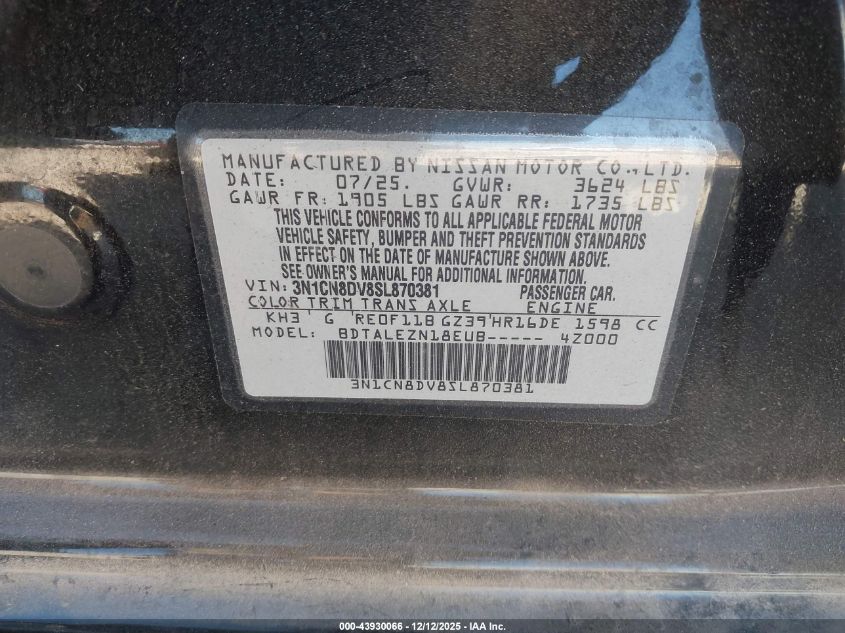 MANUFACTURED BY NISSAN MOTOR CO.,LTD.
DATE: 07/25. GVWR: 3624 LBS
GAWR FR: 1905 LBS GAWR RR: 1735 LBS
THIS VEHICLE CONFORMS TO ALL APPLICABLE FEDERAL MOTOR
VEHICLE SAFETY, BUMPER AND THEFT PREVENTION STANDARDS
IN EFFECT ON THE DATE OF MANUFACTURE SHOWN ABOVE.
SEE OWNER'S MANUAL FOR ADDITIONAL INFORMATION.
VIN: 3N1CN8DV8SL870381 PASSENGER CAR.
COLOR TRIM TRANS AXLE ENGINE
KH3 G RE0F11B GZ39 HR16DE 1598 CC
MODEL: BDTALEZN18EUB----- 4Z000
3N1CN8DV8SL870381
000-43930066 - 12/12/2025 - IAA Inc.